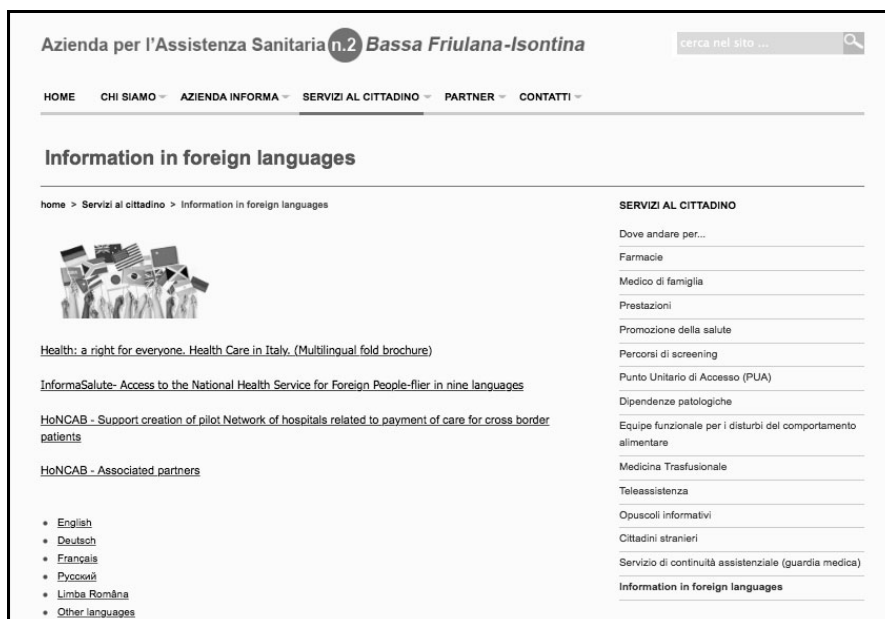 Azienda per l'Assistenza Sanitaria n.2 Bassa Friulana-Isontina
cerca nel sito ...
HOME CHI SIAMO AZIENDA INFORMA SERVIZI AL CITTADINO PARTNER CONTATTI
Information in foreign languages
home > Servizi al cittadino > Information in foreign languages
Health: a right for everyone. Health Care in Italy. (Multilingual fold brochure)
InformaSalute- Access to the National Health Service for Foreign People-flier in nine languages
HoNCAB - Support creation of pilot Network of hospitals related to payment of care for cross border
patients
HoNCAB - Associated partners
English
Deutsch
Français
Русский
Limba Româna
Other languages
SERVIZI AL CITTADINO
Dove andare per...
Farmacie
Medico di famiglia
Prestazioni
Promozione della salute
Percorsi di screening
Punto Unitario di Accesso (PUA)
Dipendenze patologiche
Equipe funzionale per i disturbi del comportamento
alimentare
Medicina Trasfusionale
Teleassistenza
Opuscoli informativi
Cittadini stranieri
Servizio di continuità assistenziale (guardia medica)
Information in foreign languages